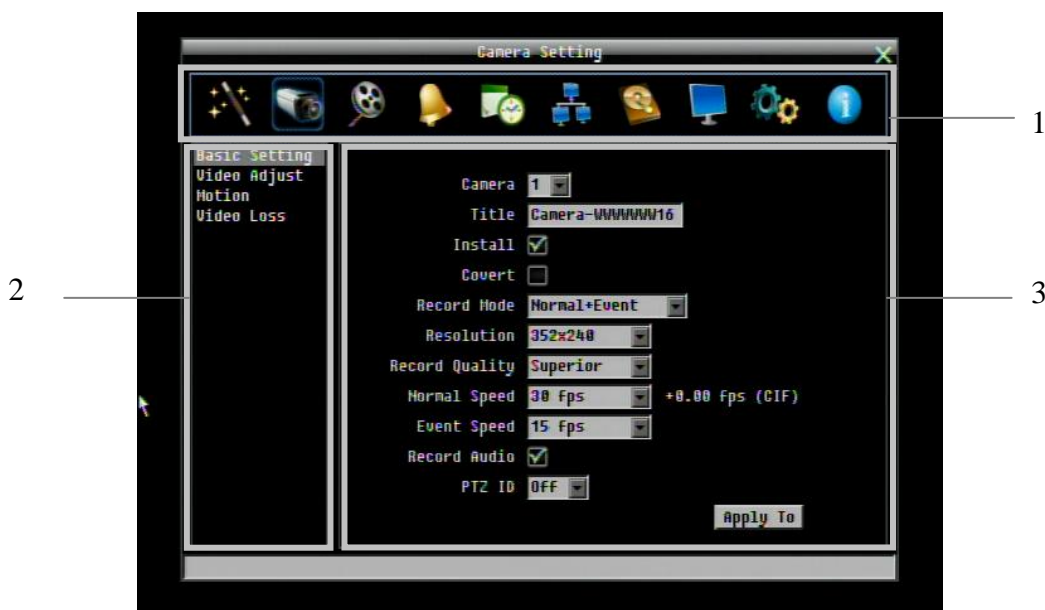 Camera Setting
1
Basic Setting
Video Adjust
Motion
Video Loss
Camera 1
Title Camera-WWWWWW16
Install
Covert
2
3
Record Mode Normal+Event
Resolution 352x240
Record Quality Superior
Normal Speed 30 fps +0.00 fps (CIF)
Event Speed 15 fps
Record Audio
PTZ ID Off
Apply To